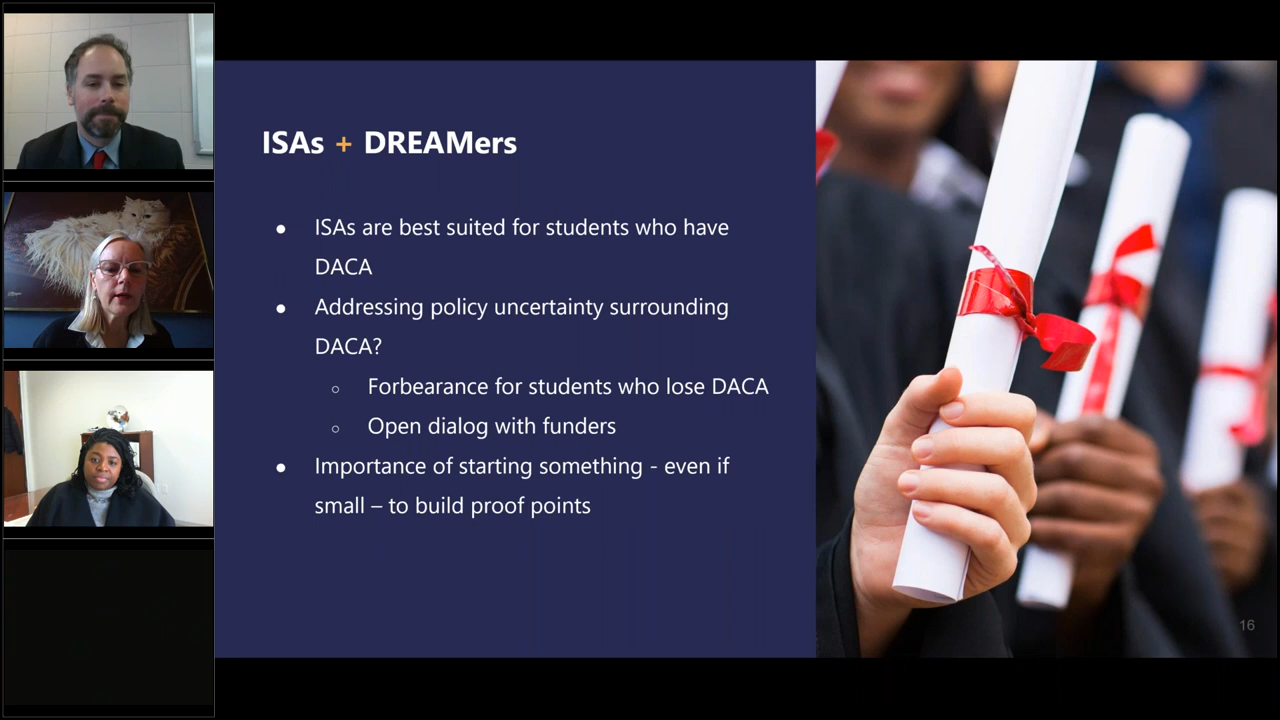 ISAs + DREAMers
● ISAs are best suited for students who have
DACA
● Addressing policy uncertainty surrounding
DACA?
○ Forbearance for students who lose DACA
○ Open dialog with funders
● Importance of starting something - even if
small – to build proof points
16